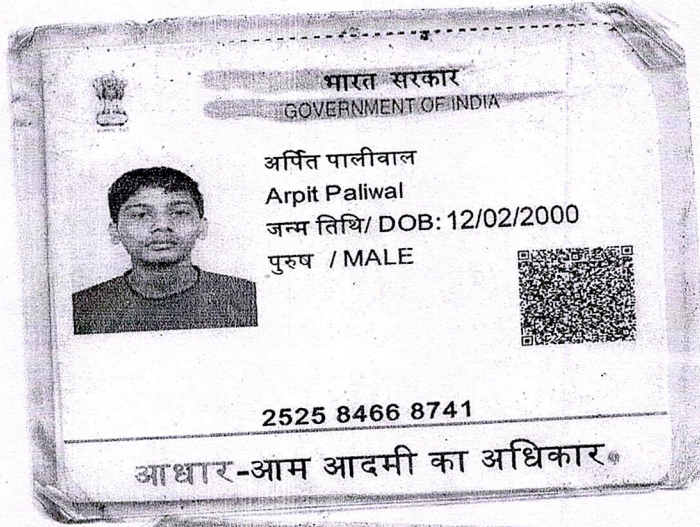 भारत सरकार
GOVERNMENT OF INDIA
अर्पित पालीवाल
Arpit Paliwal
जन्म तिथि/ DOB: 12/02/2000
पुरुष / MALE
2525 8466 8741
आधार-आम आदमी का अधिकार